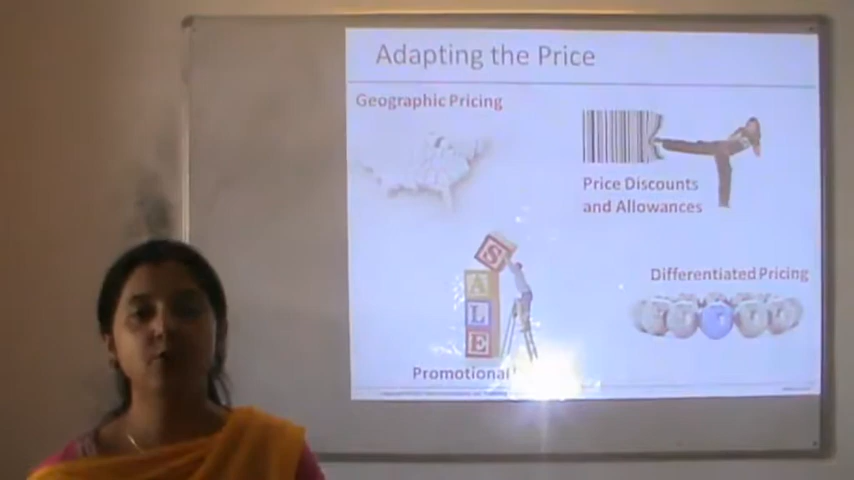 Adapting the Price
Geographic Pricing
Price Discounts
and Allowances
S
A
L
E
Differentiated Pricing
Promotional